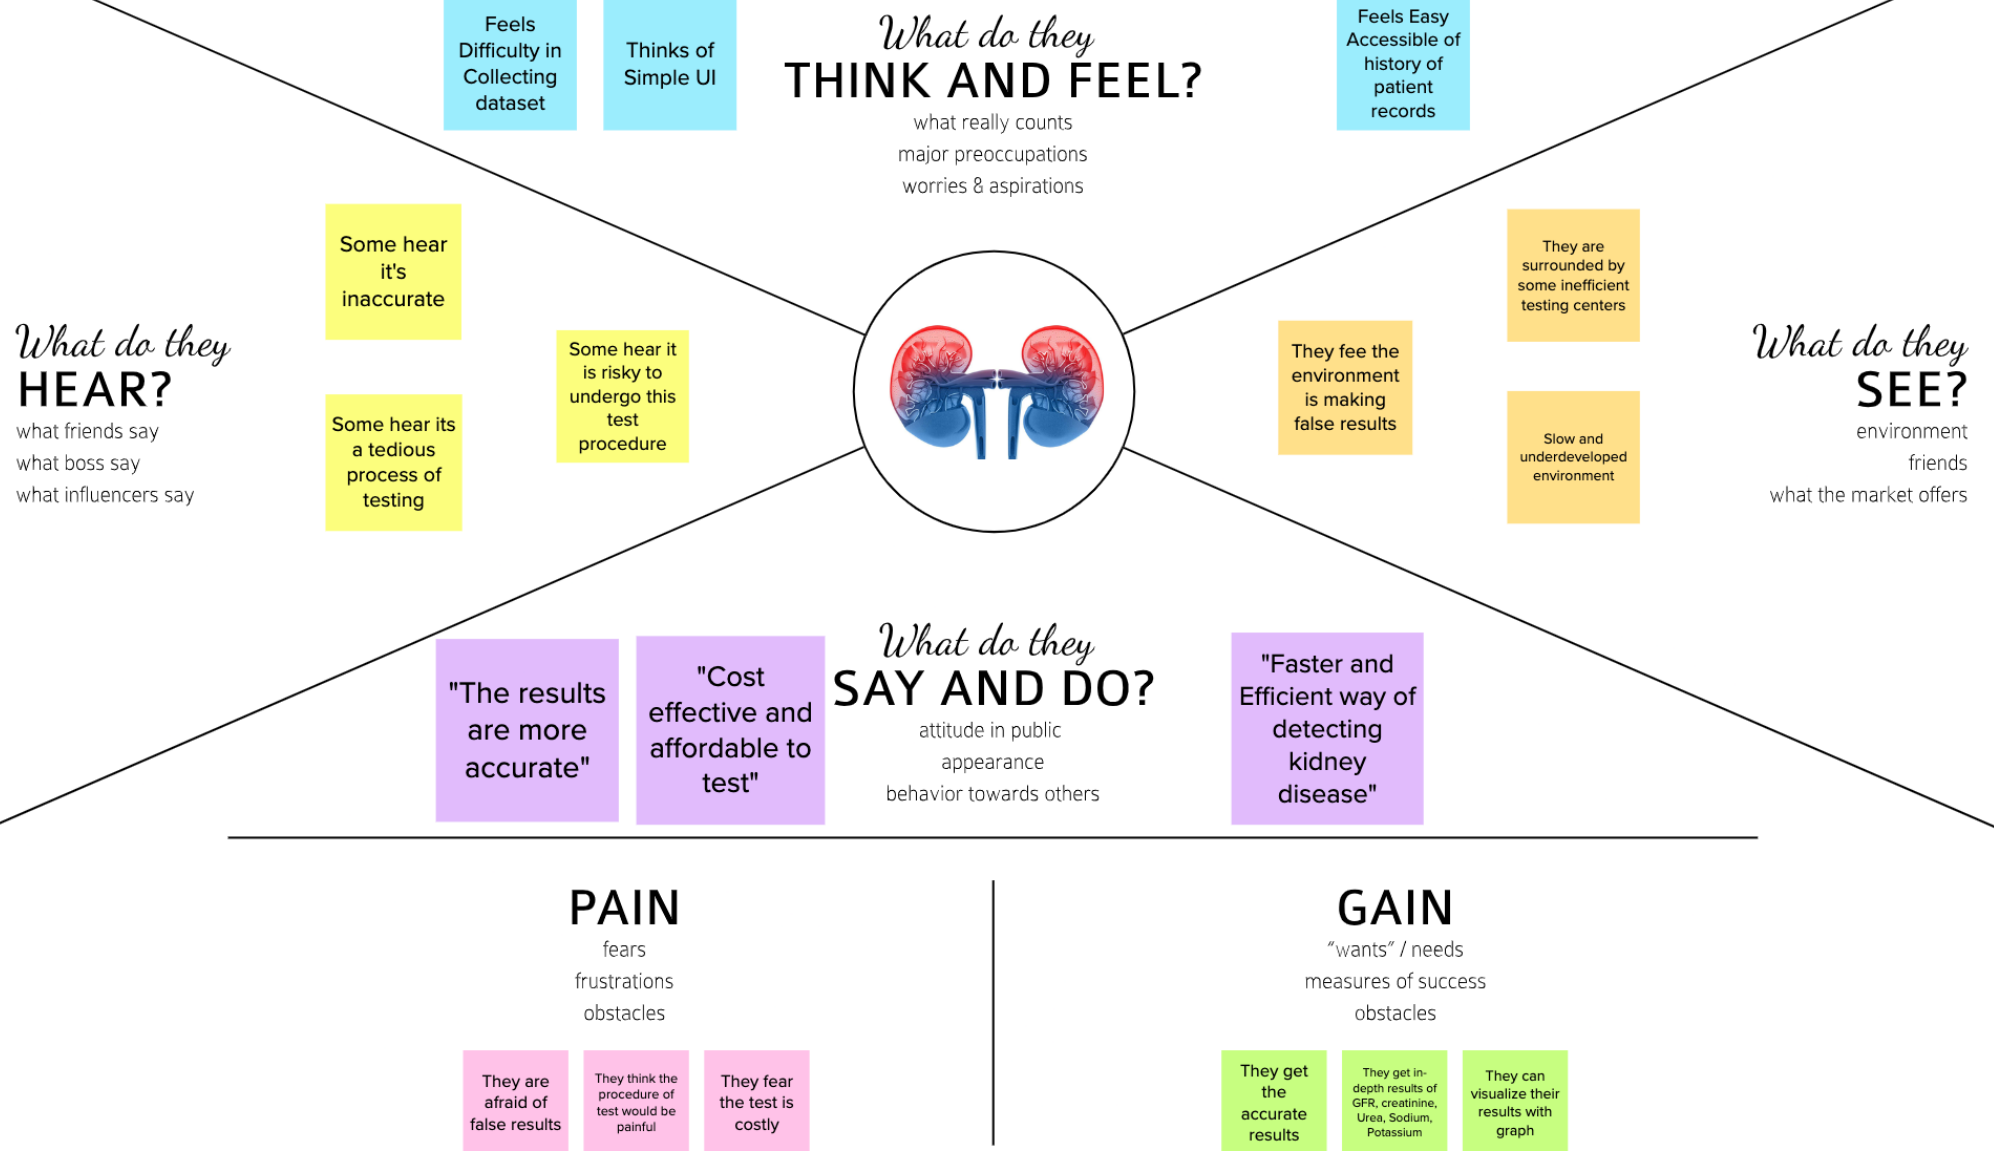 Feels
Difficulty in
Collecting
dataset
Thinks of
Simple UI
What do they
THINK AND FEEL?
what really counts
major preoccupations
worries & aspirations
Feels Easy
Accessible of
history of
patient
records
What do they
HEAR?
what friends say
what boss say
what influencers say
Some hear
it's
inaccurate
Some hear its
a tedious
process of
testing
Some hear it
is risky to
undergo this
test
procedure
They fee the
environment
is making
false results
They are
surrounded by
some inefficient
testing centers
Slow and
underdeveloped
environment
What do they
SEE?
environment
friends
what the market offers
"The results
are more
accurate"
"Cost
effective and
affordable to
test"
What do they
SAY AND DO?
attitude in public
appearance
behavior towards others
"Faster and
Efficient way of
detecting
kidney
disease"
PAIN
fears
frustrations
obstacles
They are
afraid of
false results
They think the
procedure of
test would be
painful
They fear
the test is
costly
GAIN
“wants” / needs
measures of success
obstacles
They get
the
accurate
results
They get in-
depth results of
GFR, creatinine,
Urea, Sodium,
Potassium
They can
visualize their
results with
graph